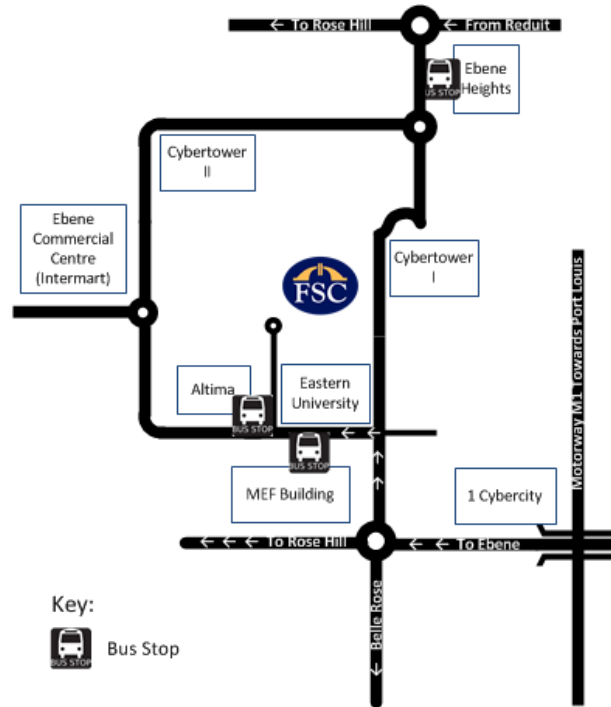 To Rose Hill
From Reduit
BUS STOP
Ebene
Heights
Cybertower
II
Ebene
Commercial
Centre
(Intermart)
Cybertower
I
FSC
Motorway M1 Towards Port Louis
Altima
Eastern
University
BUS STOP
BUS STOP
MEF Building
1 Cybercity
To Rose Hill
To Ebene
Belle Rose
Key:
BUS STOP
Bus Stop